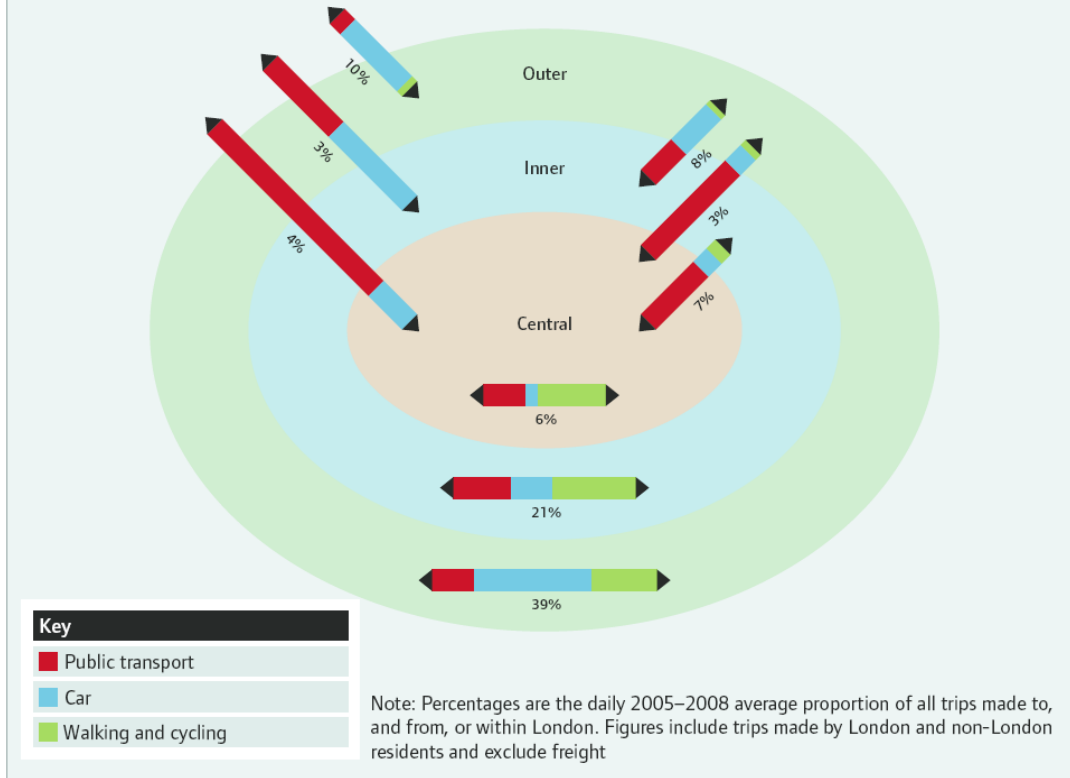 10%
Outer
3%
Inner
8%
4%
3%
7%
Central
6%
21%
39%
Key
Public transport
Car
Walking and cycling
Note: Percentages are the daily 2005–2008 average proportion of all trips made to,
and from, or within London. Figures include trips made by London and non-London
residents and exclude freight